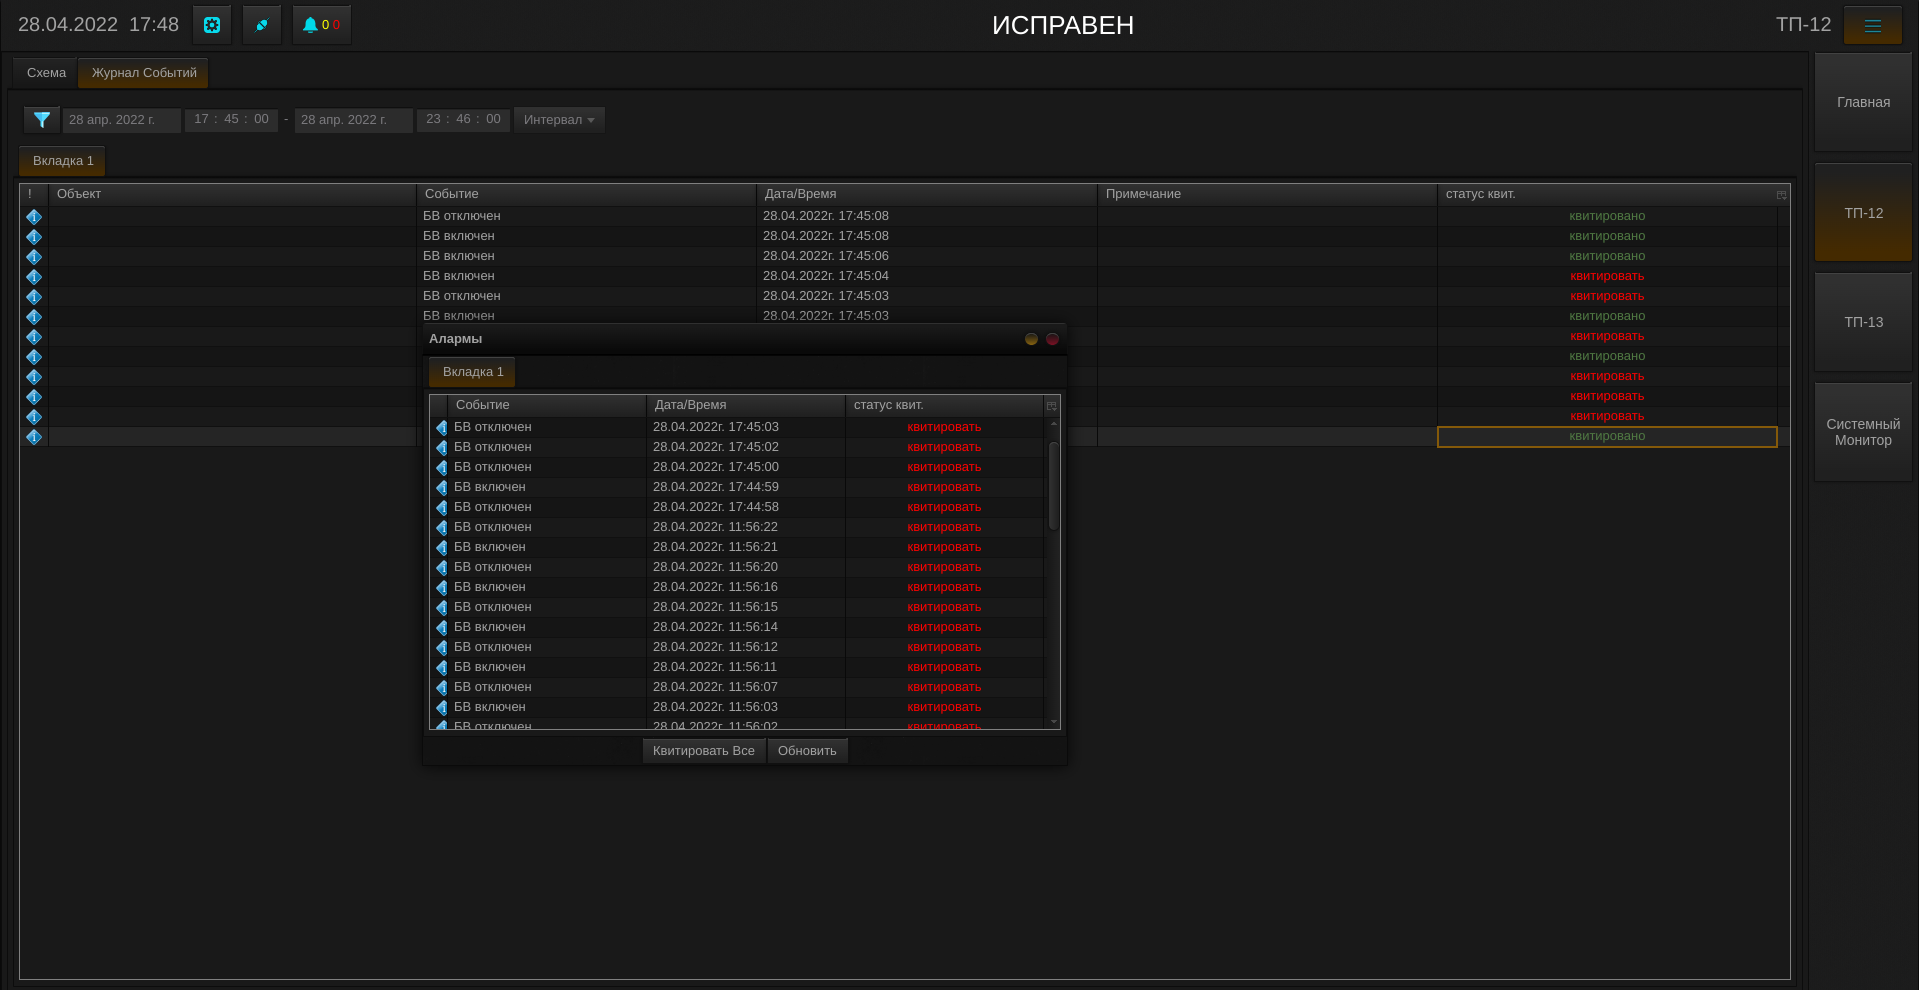 28.04.2022 17:48 0 0 ИСПРАВЕН ТП-12
Схема Журнал Событий
28 апр. 2022 г. 17 : 45 : 00 - 28 апр. 2022 г. 23 : 46 : 00 Интервал
Вкладка 1
! Объект Событие Дата/Время Примечание статус квит.
БВ отключен 28.04.2022г. 17:45:08 квитировано
БВ включен 28.04.2022г. 17:45:08 квитировано
БВ включен 28.04.2022г. 17:45:06 квитировано
БВ включен 28.04.2022г. 17:45:04 квитировать
БВ отключен 28.04.2022г. 17:45:03 квитировать
БВ включен 28.04.2022г. 17:45:03 квитировано
квитировать
квитировано
квитировать
квитировать
квитировать
квитировано
Алармы
Вкладка 1
Событие Дата/Время статус квит.
БВ отключен 28.04.2022г. 17:45:03 квитировать
БВ отключен 28.04.2022г. 17:45:02 квитировать
БВ отключен 28.04.2022г. 17:45:00 квитировать
БВ включен 28.04.2022г. 17:44:59 квитировать
БВ отключен 28.04.2022г. 17:44:58 квитировать
БВ отключен 28.04.2022г. 11:56:22 квитировать
БВ включен 28.04.2022г. 11:56:21 квитировать
БВ отключен 28.04.2022г. 11:56:20 квитировать
БВ включен 28.04.2022г. 11:56:16 квитировать
БВ отключен 28.04.2022г. 11:56:15 квитировать
БВ включен 28.04.2022г. 11:56:14 квитировать
БВ отключен 28.04.2022г. 11:56:12 квитировать
БВ включен 28.04.2022г. 11:56:11 квитировать
БВ отключен 28.04.2022г. 11:56:07 квитировать
БВ включен 28.04.2022г. 11:56:03 квитировать
БВ отключен 28.04.2022г. 11:56:02 квитировать
Квитировать Все Обновить
Главная
ТП-12
ТП-13
Системный
Монитор